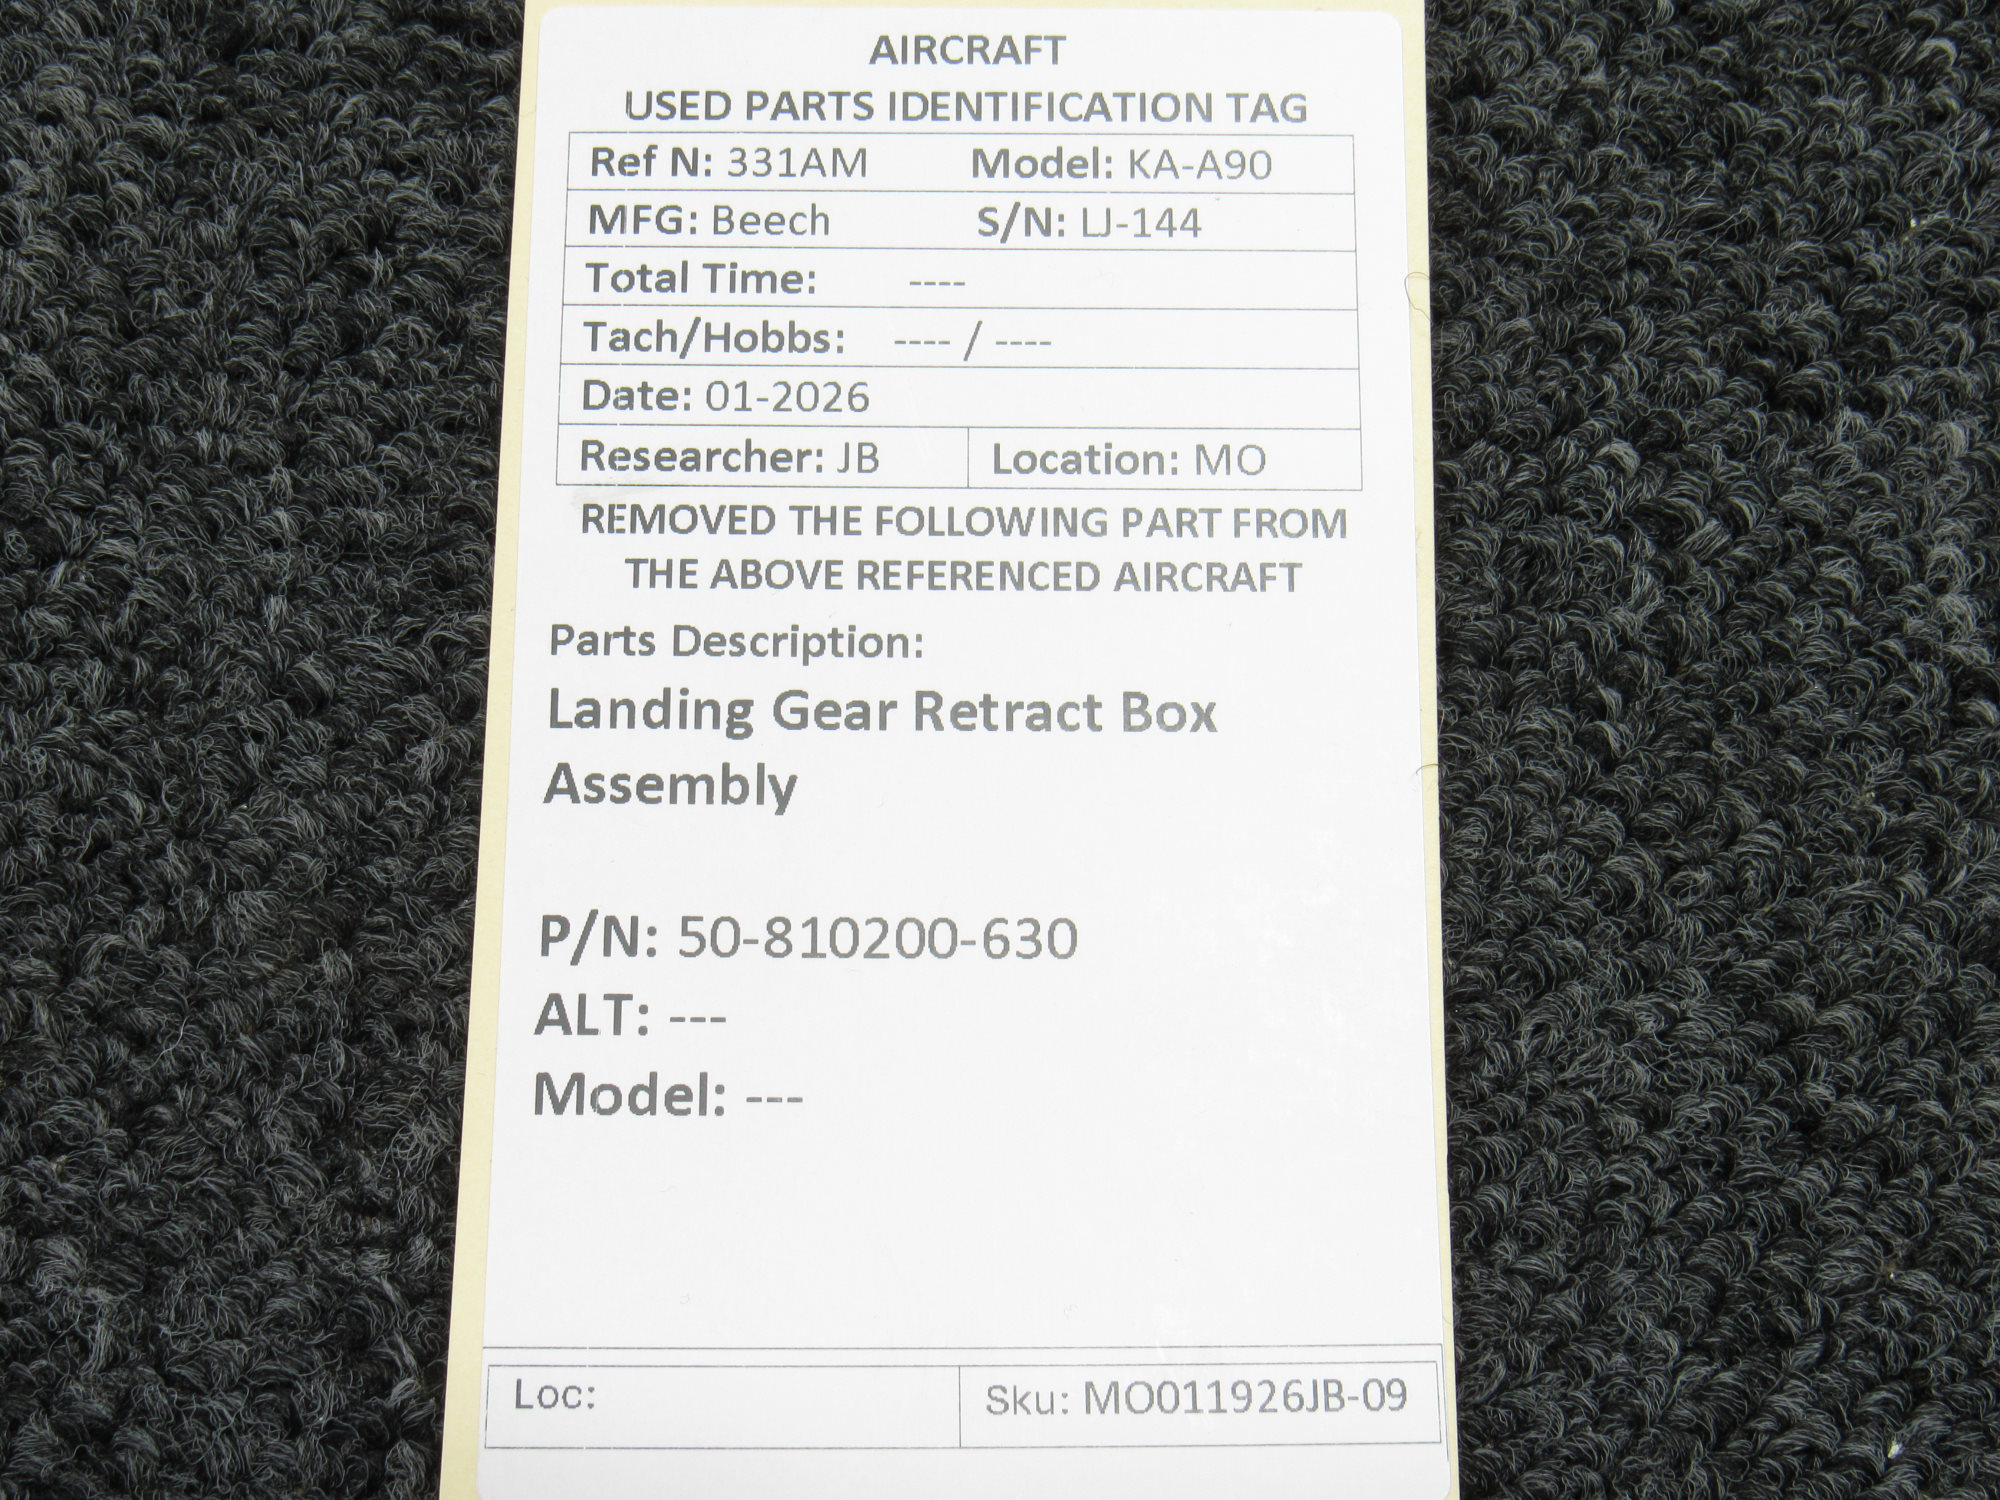 AIRCRAFT
USED PARTS IDENTIFICATION TAG
Ref N: 331AM Model: KA-A90
MFG: Beech S/N: LJ-144
Total Time: ----
Tach/Hobbs: ---- / ----
Date: 01-2026
Researcher: JB Location: MO
REMOVED THE FOLLOWING PART FROM
THE ABOVE REFERENCED AIRCRAFT
Parts Description:
Landing Gear Retract Box
Assembly
P/N: 50-810200-630
ALT: ---
Model: ---
Loc: Sku: MO011926JB-09